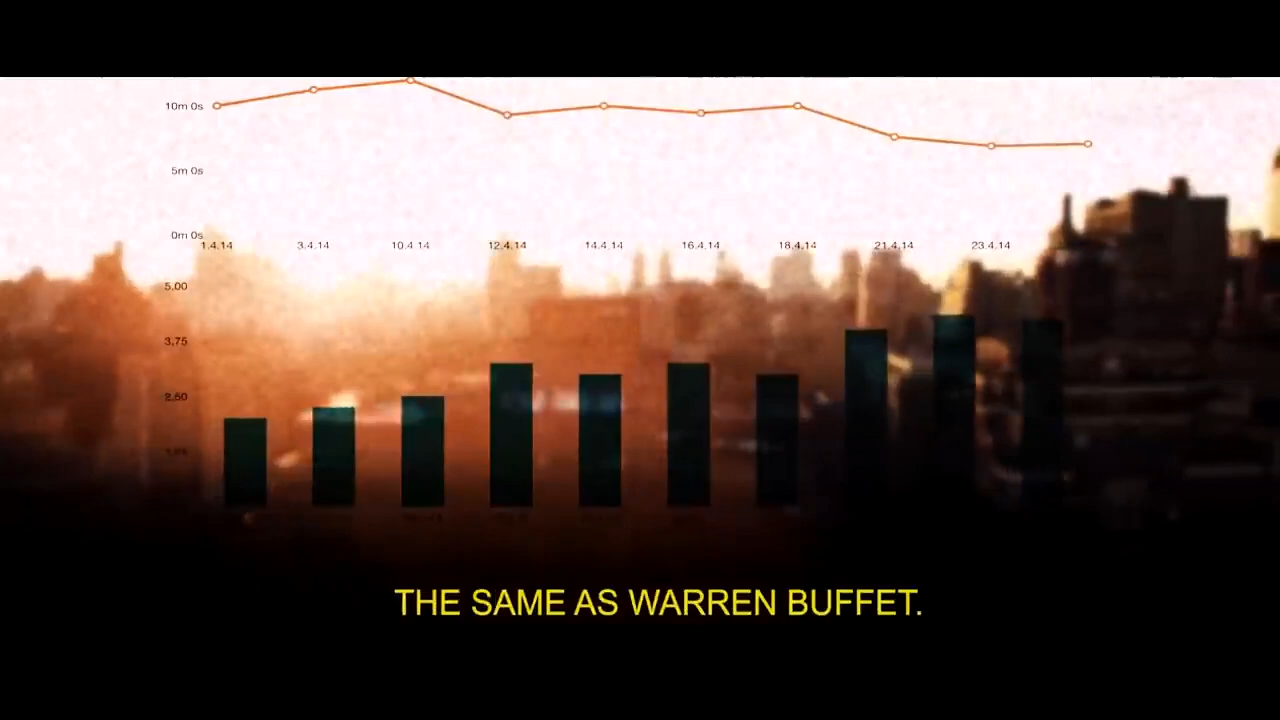 10m 0s
5m 0s
0m 0s
1.4.14 3.4.14 10.4.14 12.4.14 14.4.14 16.4.14 18.4.14 21.4.14 23.4.14
5,00
3,75
2,50
THE SAME AS WARREN BUFFET.